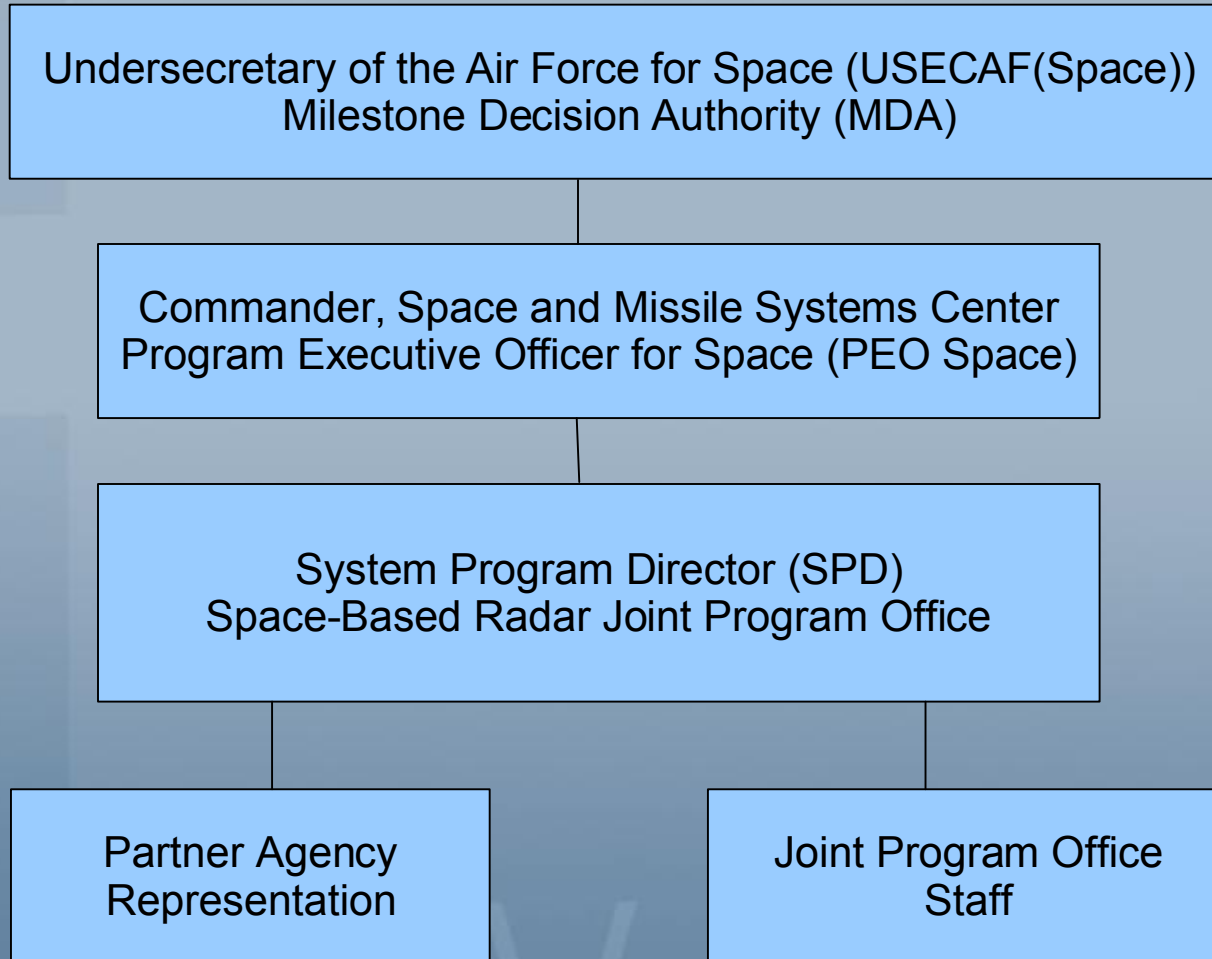 Undersecretary of the Air Force for Space (USECAF(Space))
Milestone Decision Authority (MDA)
Commander, Space and Missile Systems Center
Program Executive Officer for Space (PEO Space)
System Program Director (SPD)
Space-Based Radar Joint Program Office
Partner Agency
Representation
Joint Program Office
Staff